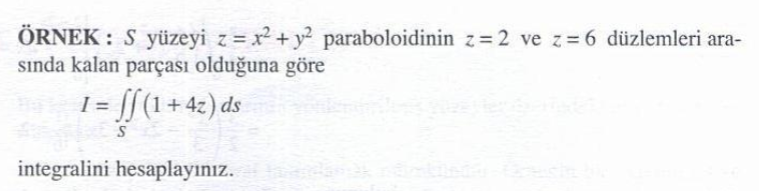 ÖRNEK : S yüzeyi z = x² + y² paraboloidinin z = 2 ve z = 6 düzlemleri ara-
sında kalan parçası olduğuna göre
I = ∬(1 + 4z) ds
S
integralini hesaplayınız.